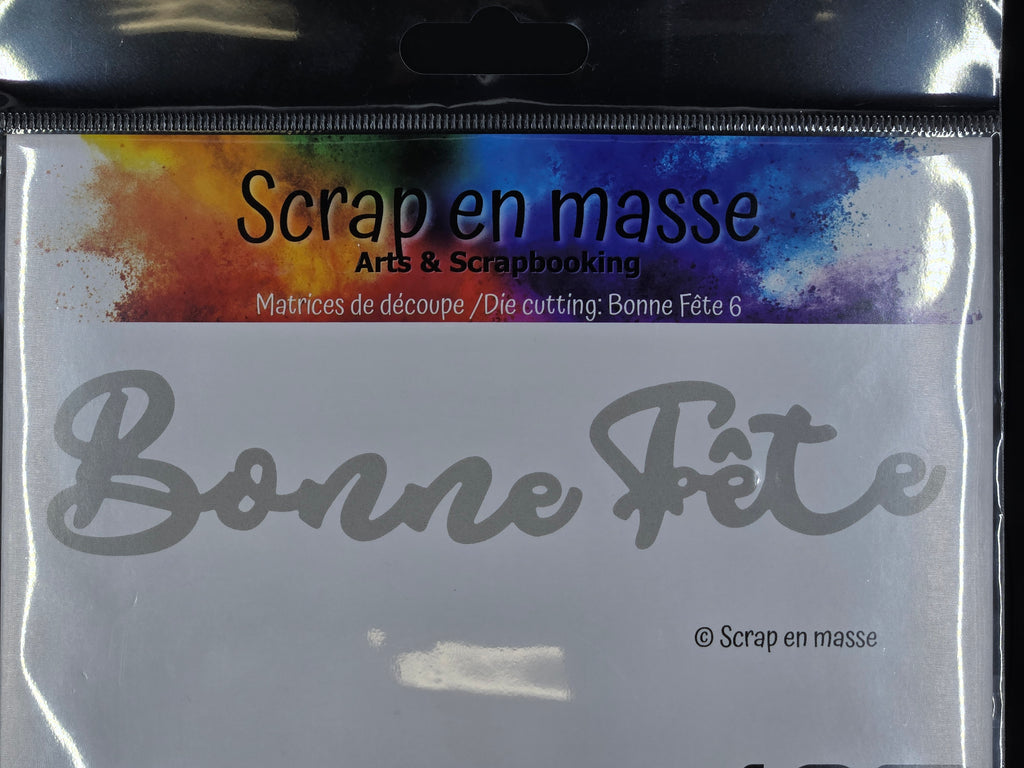 Scrap en masse
Arts & Scrapbooking
Matrices de découpe /Die cutting: Bonne Fête 6
Bonne Fête
© Scrap en masse